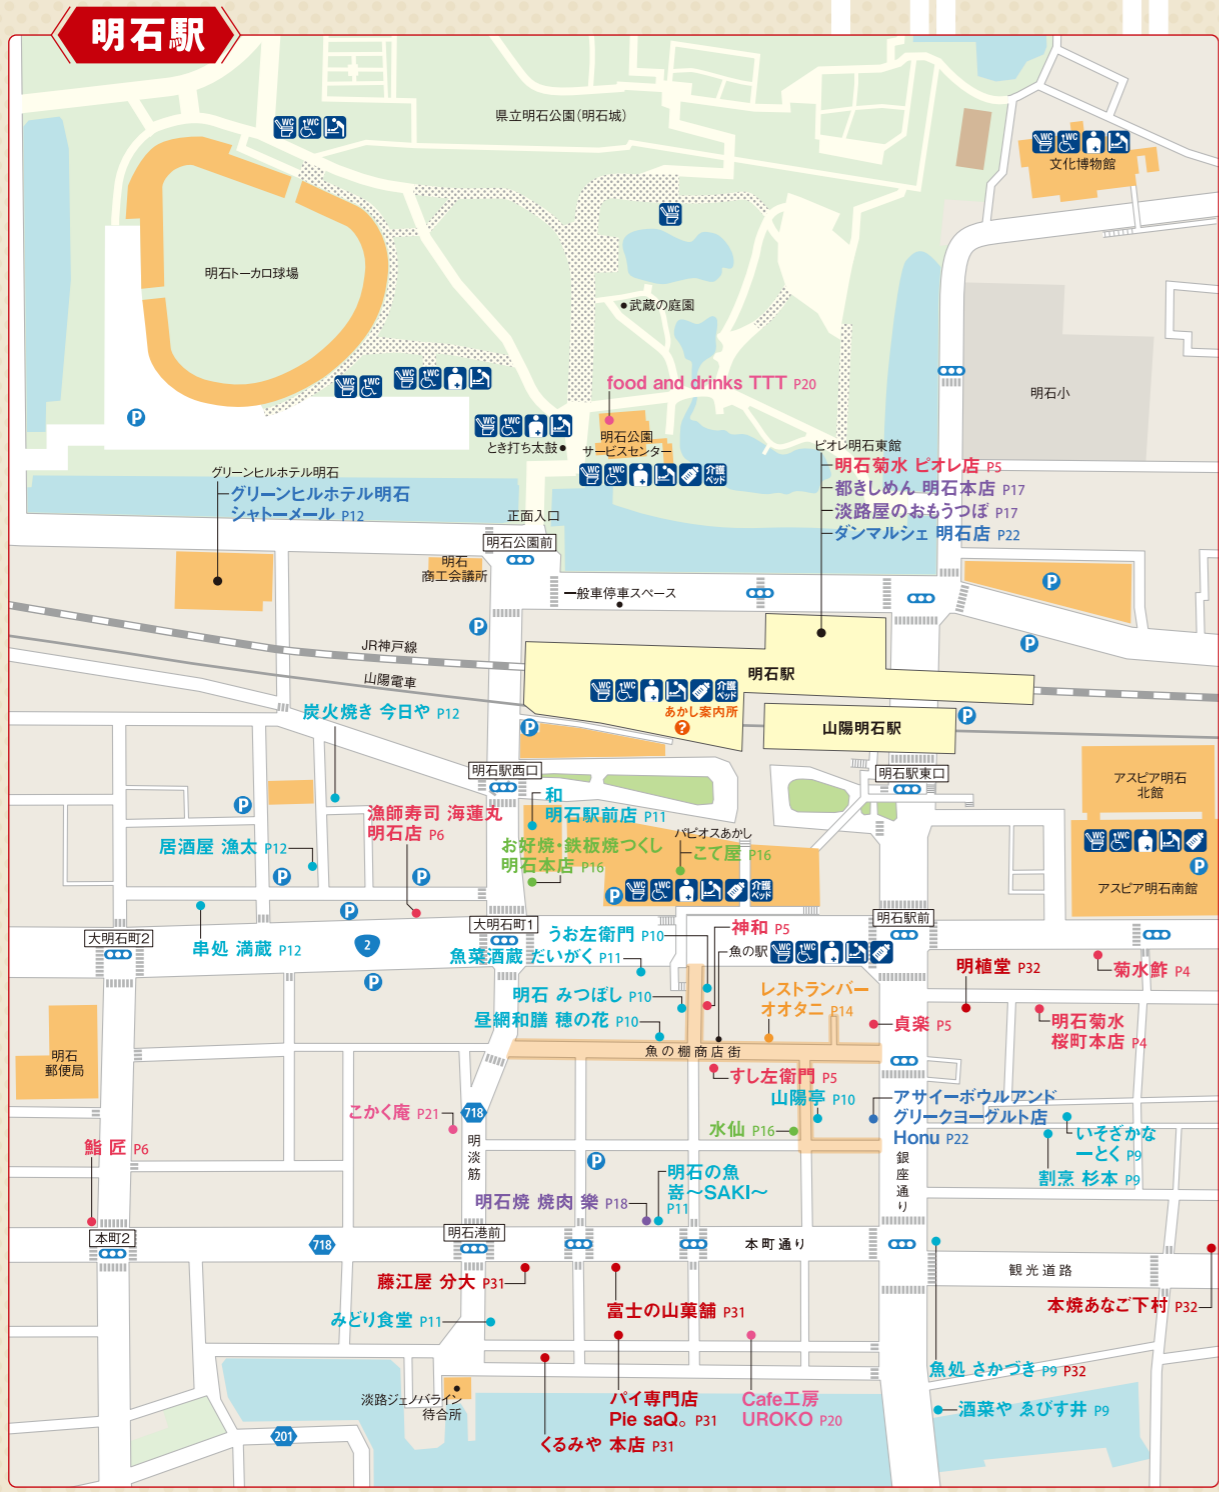 明石駅
県立明石公園(明石城)
文化博物館
明石トーカロ球場
武蔵の庭園
明石小
food and drinks TTT P20
とき打ち太鼓
明石公園
サービスセンター
介護
ベッド
ピオレ明石東館
明石菊水 ピオレ店 P5
都きしめん 明石本店 P17
淡路屋のおもうつぼ P17
ダンマルシェ 明石店 P22
グリーンヒルホテル明石
グリーンヒルホテル明石
シャトーメール P12
正面入口
明石公園前
明石
商工会議所
一般車停車スペース
JR神戸線
山陽電車
明石駅
介護
ベッド
あかし案内所
?
山陽明石駅
炭火焼き 今日や P12
明石駅西口
明石駅東口
アスピア明石
北館
和
明石駅前店 P11
漁師寿司 海蓮丸
明石店 P6
居酒屋 漁太 P12
お好焼・鉄板焼つくし
明石本店 P16
パピオスあかし
こて屋 P16
介護
ベッド
アスピア明石南館
大明石町1
明石駅前
大明石町2
2
串処 満蔵 P12
うお左衛門 P10
神和 P5
魚の駅
魚菜酒蔵 だいがく P11
明植堂 P32
菊水鮓 P4
明石 みつぼし P10
昼網和膳 穂の花 P10
レストランバー
オオタニ P14
貞楽 P5
明石菊水
桜町本店 P4
魚の棚商店街
明石
郵便局
すし左衛門 P5
山陽亭 P10
アサイーボウルアンド
グリークヨーグルト店
Honu P22
こかく庵 P21
718
明淡筋
水仙 P16
いそざかな
一とく P9
割烹 杉本 P9
鮨 匠 P6
明石の魚
嵜〜SAKI〜
P11
明石焼 焼肉 樂 P18
銀座通り
本町2
718
明石港前
本町通り
観光道路
藤江屋 分大 P31
富士の山菓舗 P31
本焼あなご下村 P32
みどり食堂 P11
魚処 さかづき P9 P32
淡路ジェノバライン
待合所
パイ専門店
Pie saQ。 P31
Cafe工房
UROKO P20
酒菜や ゑびす井 P9
くるみや 本店 P31
201